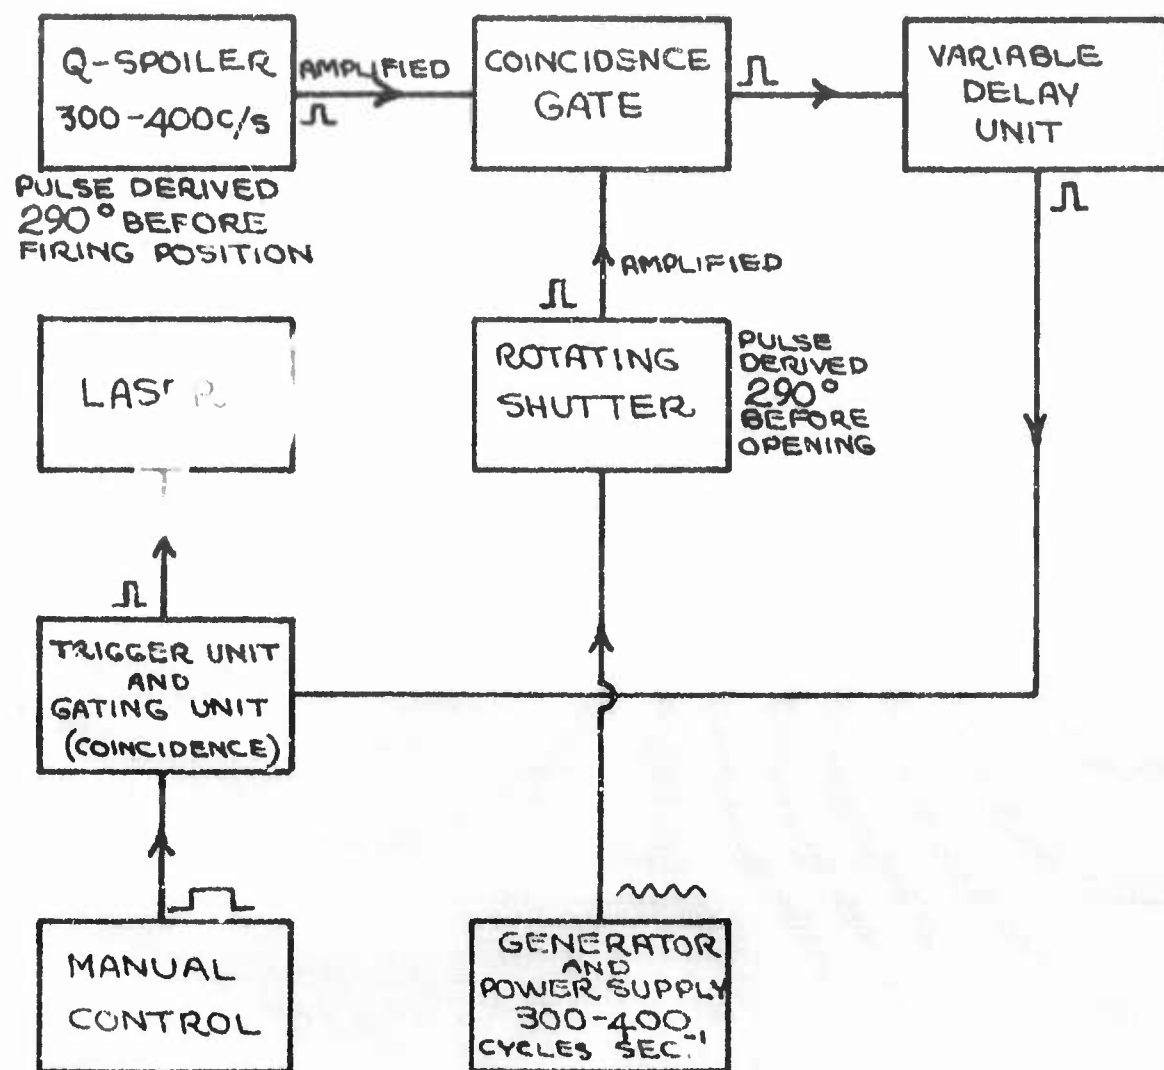 Q-SPOILER
300-400C/S
AMPLIFIED
COINCIDENCE
GATE
VARIABLE
DELAY
UNIT
PULSE DERIVED
290° BEFORE
FIRING POSITION
AMPLIFIED
LASER
ROTATING
SHUTTER
PULSE
DERIVED
290°
BEFORE
OPENING
TRIGGER UNIT
AND
GATING UNIT
(COINCIDENCE)
MANUAL
CONTROL
GENERATOR
AND
POWER SUPPLY
300-400
CYCLES SEC.⁻¹